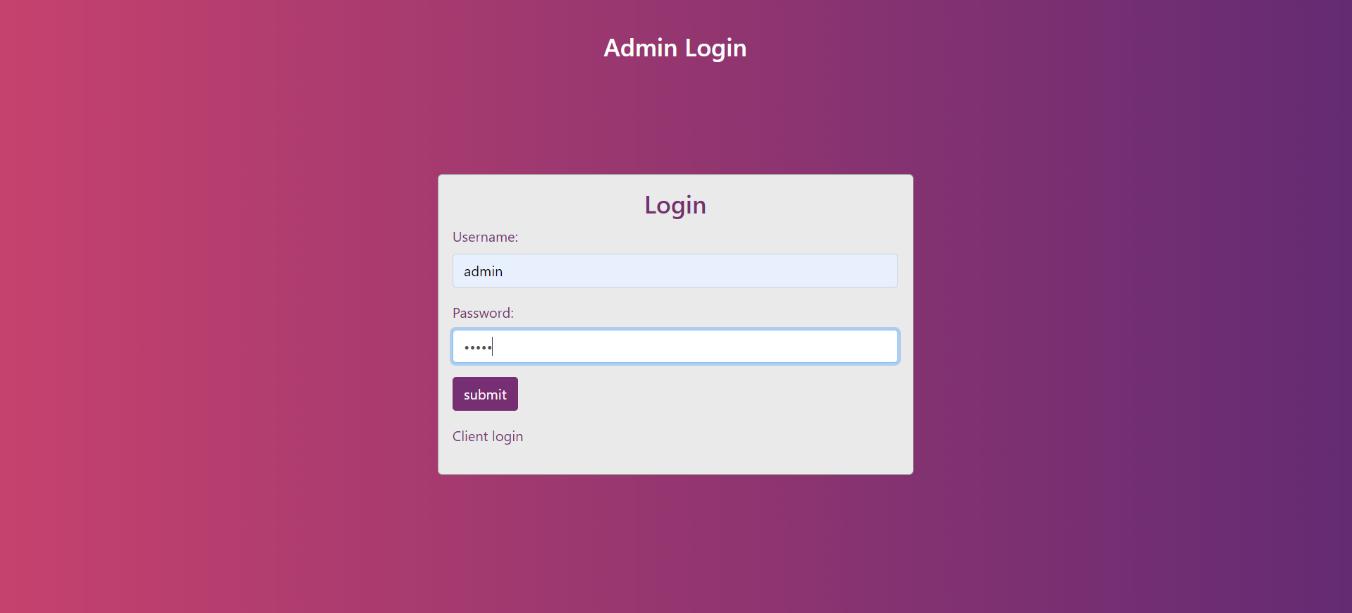 Admin Login
Login
Username:
admin
Password:
•••••
submit
Client login